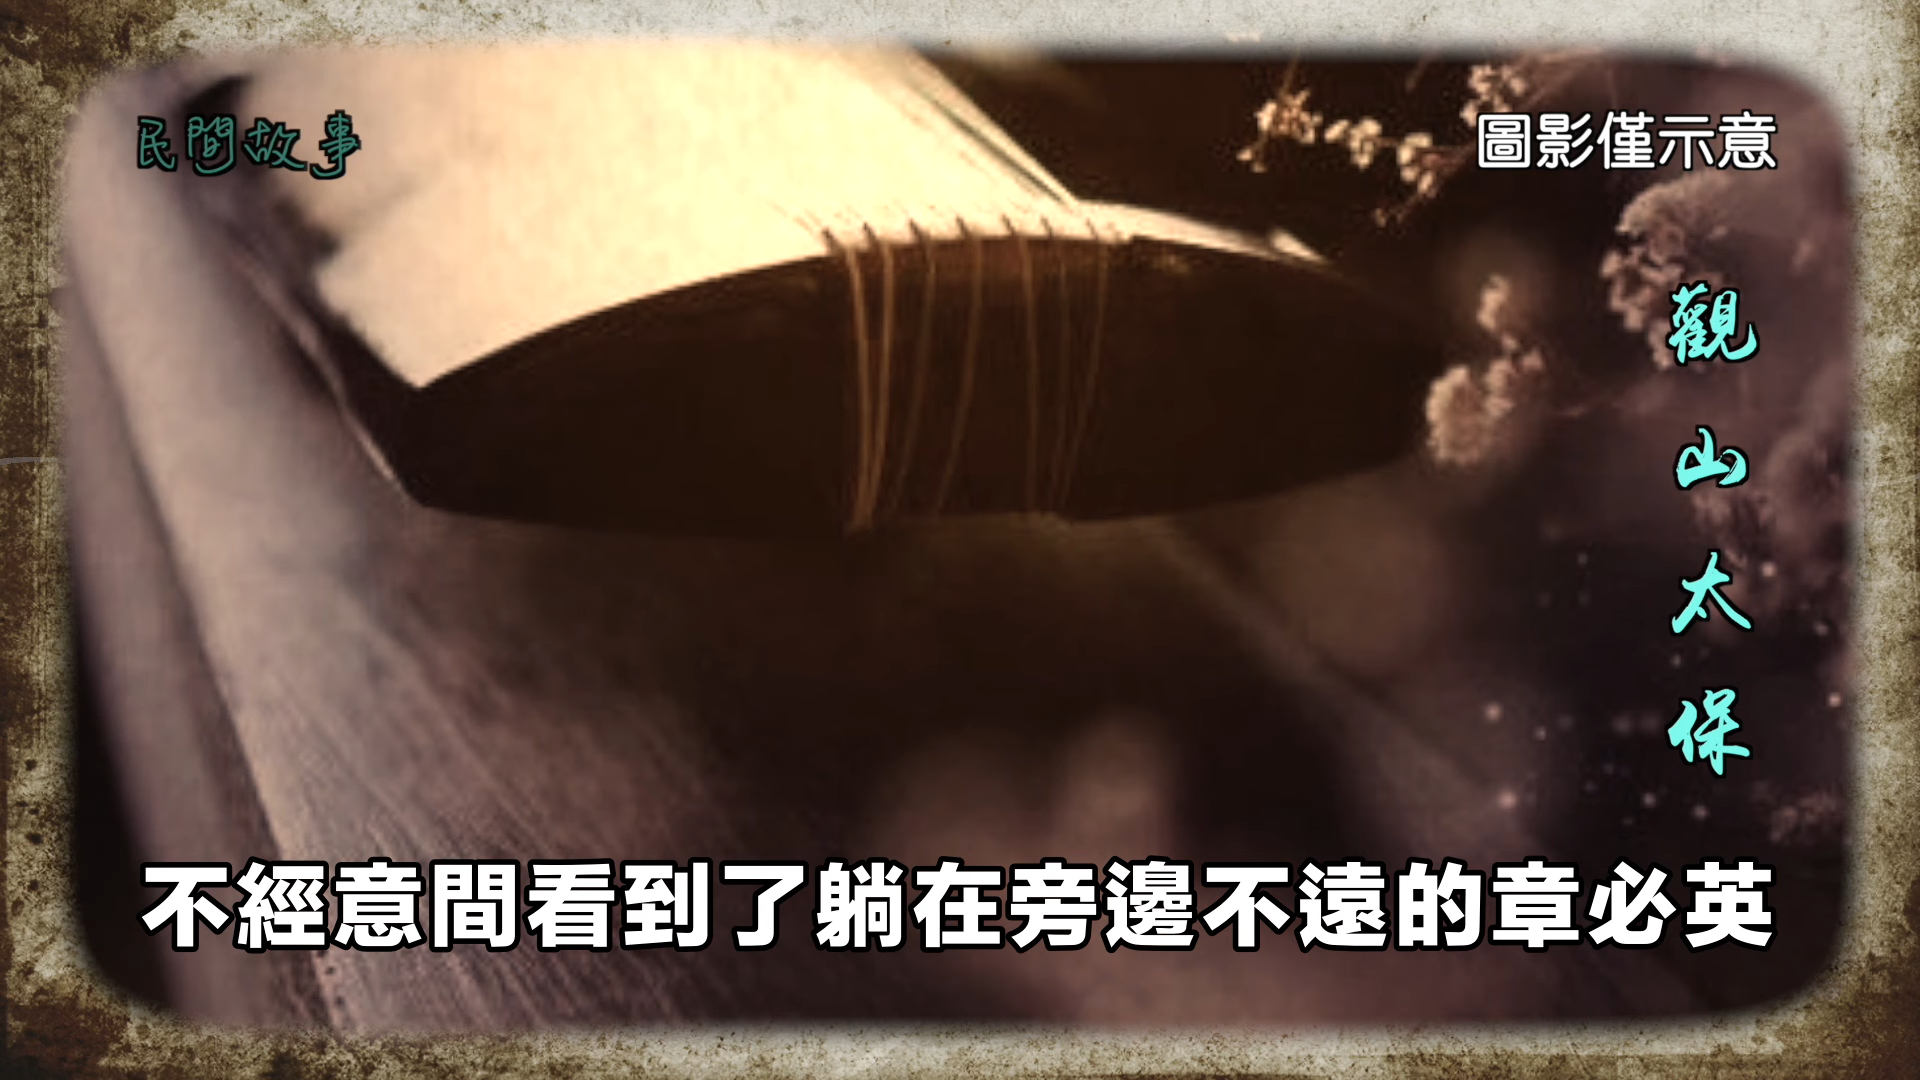 民間故事
圖影僅示意
觀山太保
不經意間看到了躺在旁邊不遠的章必英